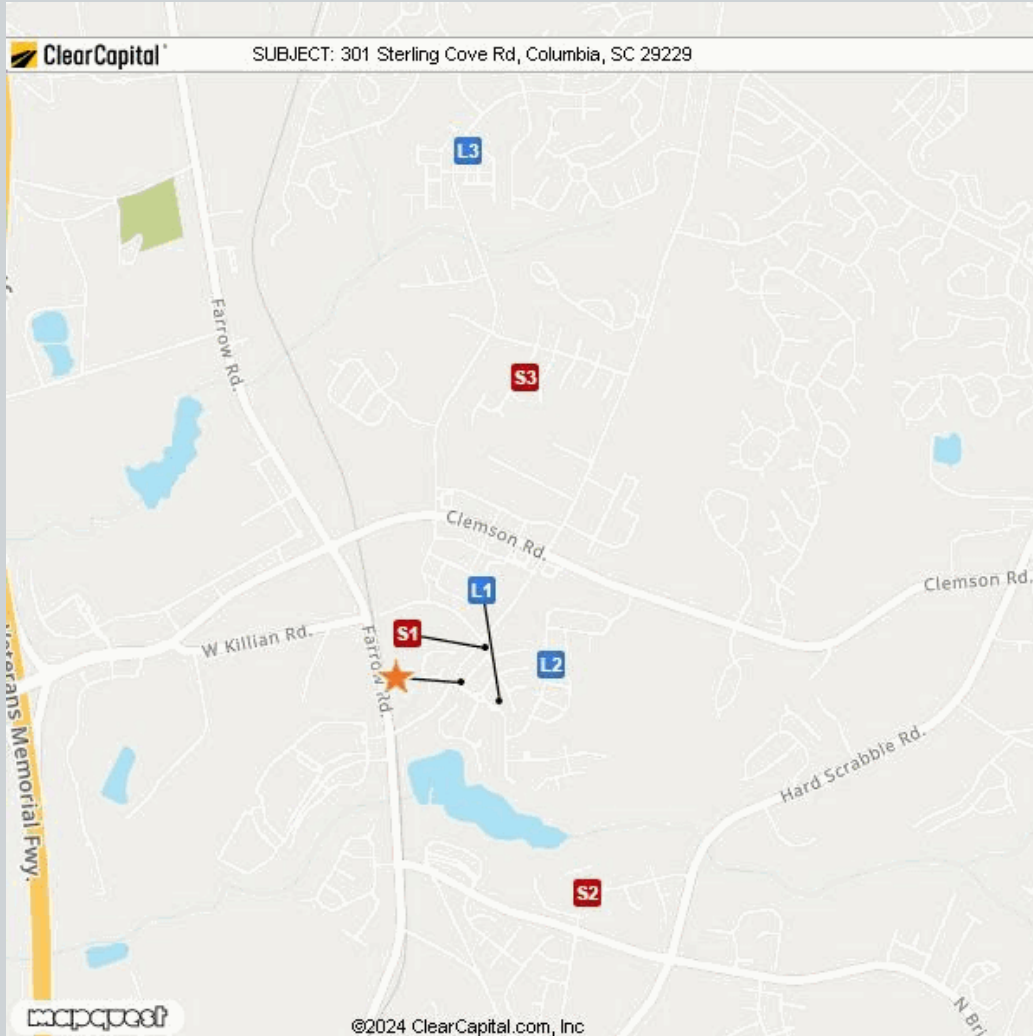 ClearCapital
SUBJECT: 301 Sterling Cove Rd, Columbia, SC 29229
L3
Farrow Rd.
S3
Clemson Rd.
Clemson Rd.
L1
S1
W Killian Rd.
L2
Farrow Rd.
Veterans Memorial Fwy.
Hard Scrabble Rd.
S2
N Bri
mapquest
©2024 ClearCapital.com, Inc